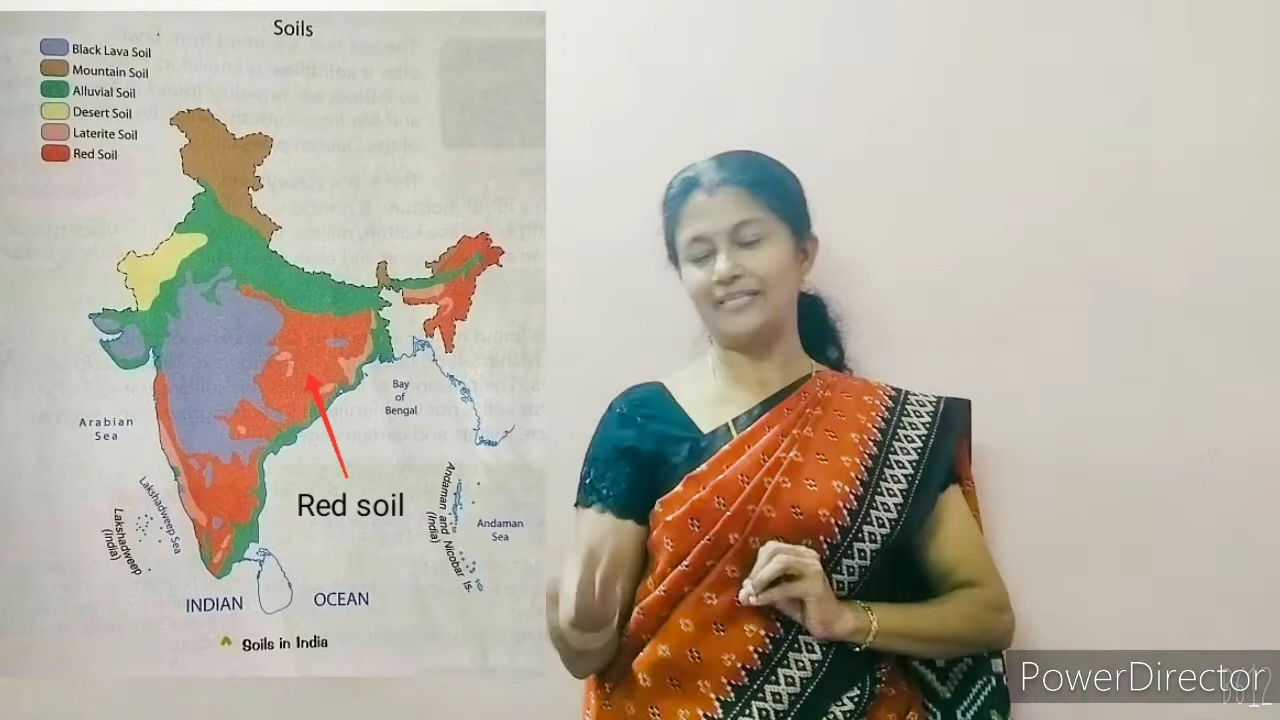 Soils
Black Lava Soil
Mountain Soil
Alluvial Soil
Desert Soil
Laterite Soil
Red Soil
Arabian
Sea
Bay
of
Bengal
Lakshadweep Sea
Lakshadweep
(India)
Red soil
Andaman and Nicobar Is.
(India)
Andaman
Sea
INDIAN OCEAN
Soils in India
PowerDirector